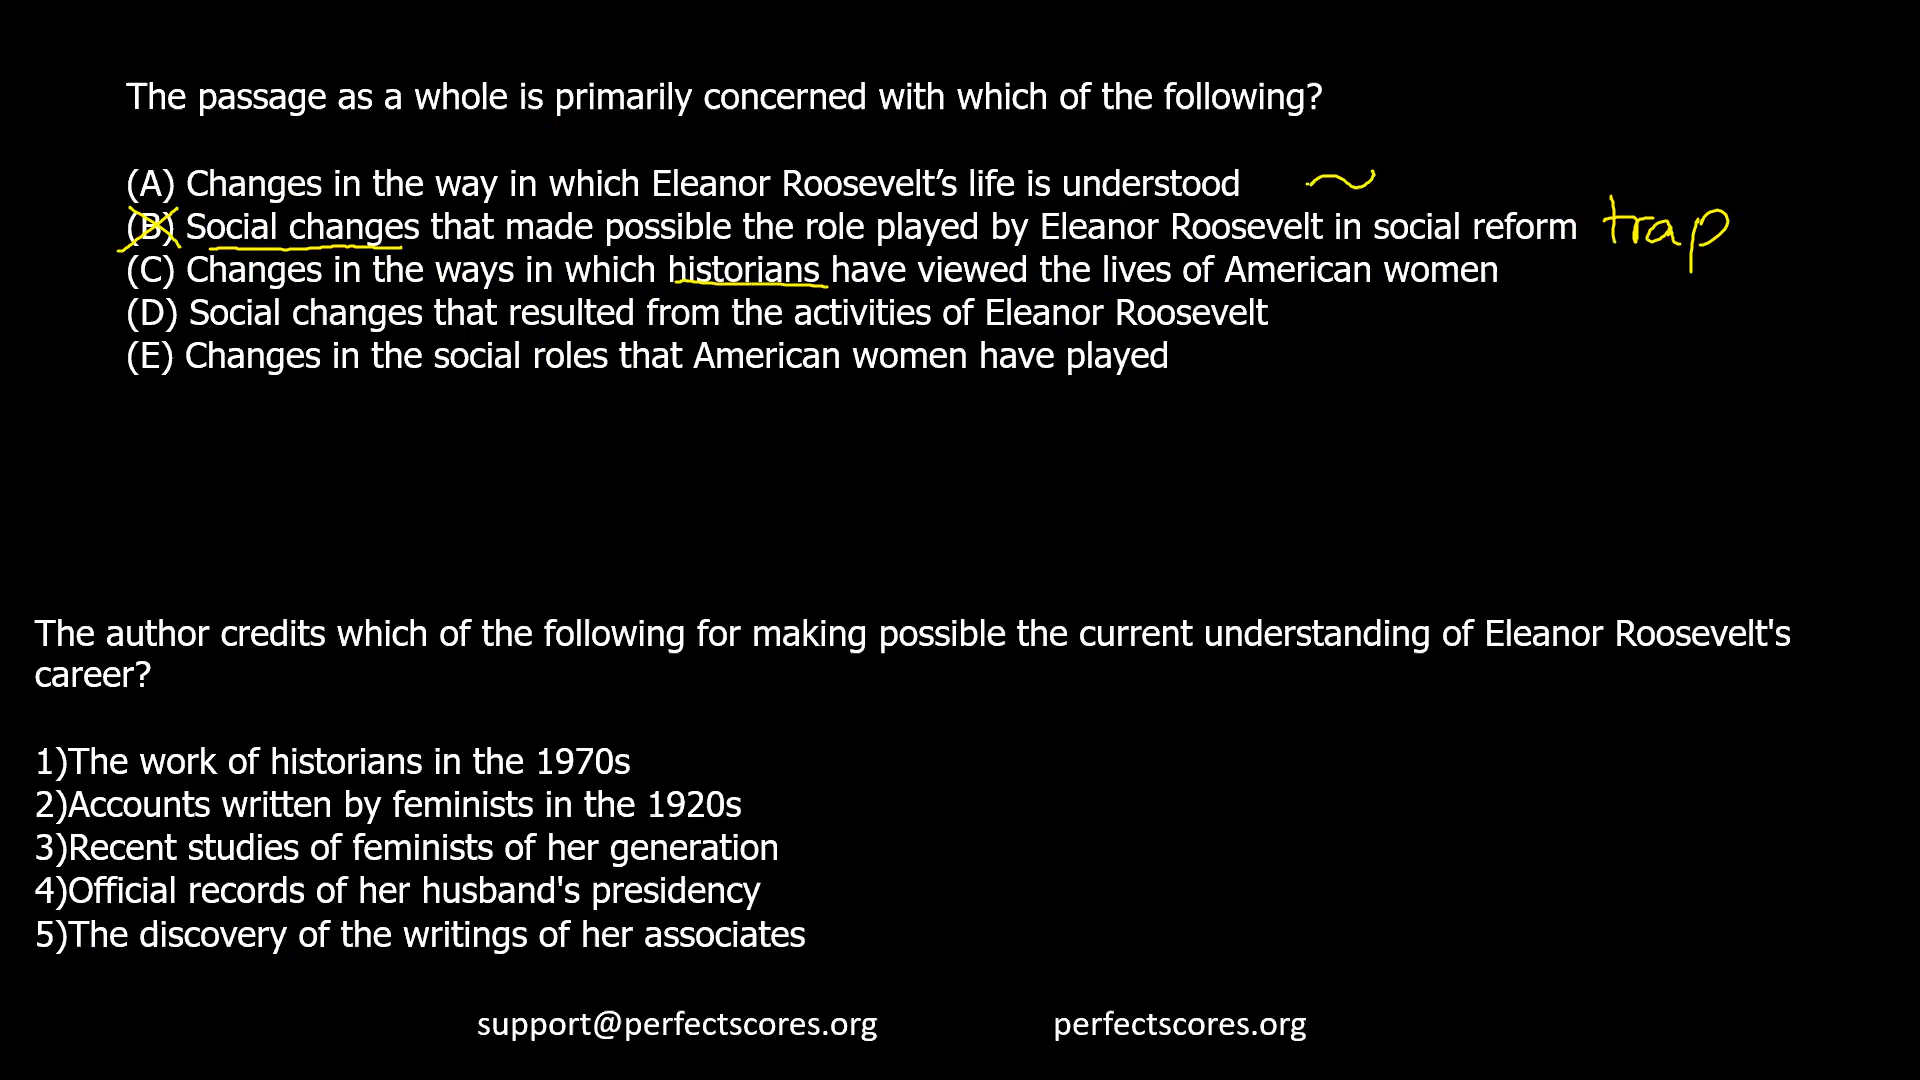 The passage as a whole is primarily concerned with which of the following?
(A) Changes in the way in which Eleanor Roosevelt’s life is understood
(B) Social changes that made possible the role played by Eleanor Roosevelt in social reform trap
(C) Changes in the ways in which historians have viewed the lives of American women
(D) Social changes that resulted from the activities of Eleanor Roosevelt
(E) Changes in the social roles that American women have played
The author credits which of the following for making possible the current understanding of Eleanor Roosevelt's
career?
1)The work of historians in the 1970s
2)Accounts written by feminists in the 1920s
3)Recent studies of feminists of her generation
4)Official records of her husband's presidency
5)The discovery of the writings of her associates
support@perfectscores.org perfectscores.org